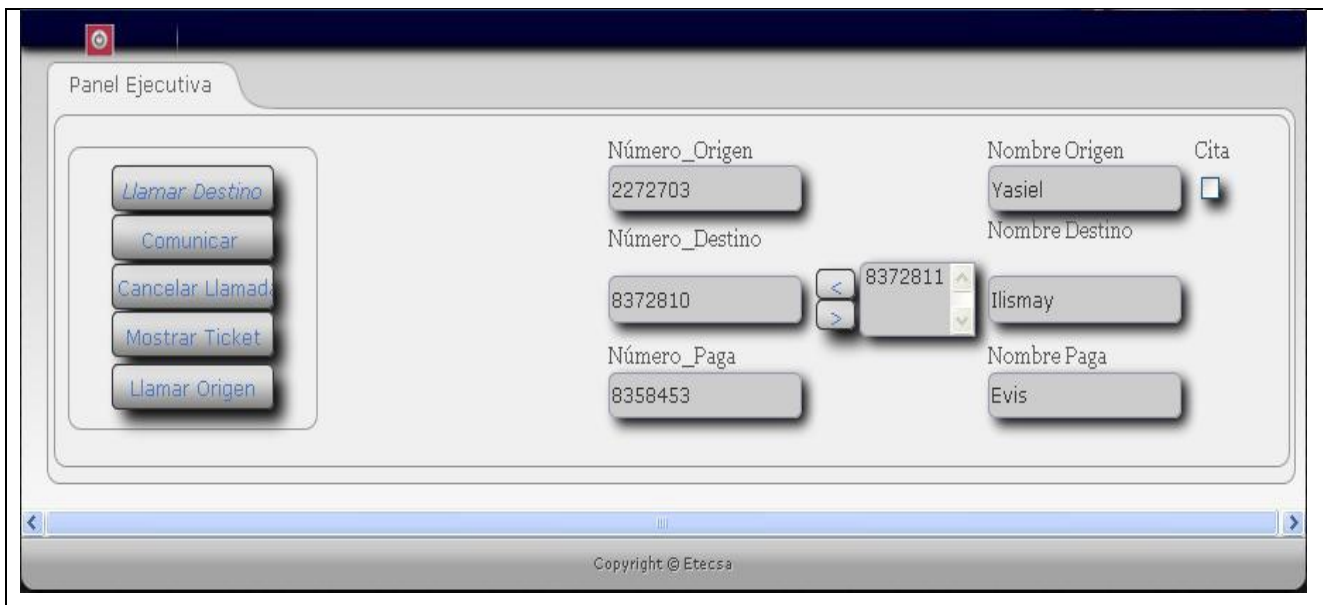 Panel Ejecutiva
Llamar Destino
Comunicar
Cancelar Llamada
Mostrar Ticket
Llamar Origen
Número_Origen
2272703
Nombre Origen
Yasiel
Cita
Número_Destino
8372810
<
>
8372811
Nombre Destino
Ilismay
Número_Paga
8358453
Nombre Paga
Evis
Copyright © Etecsa